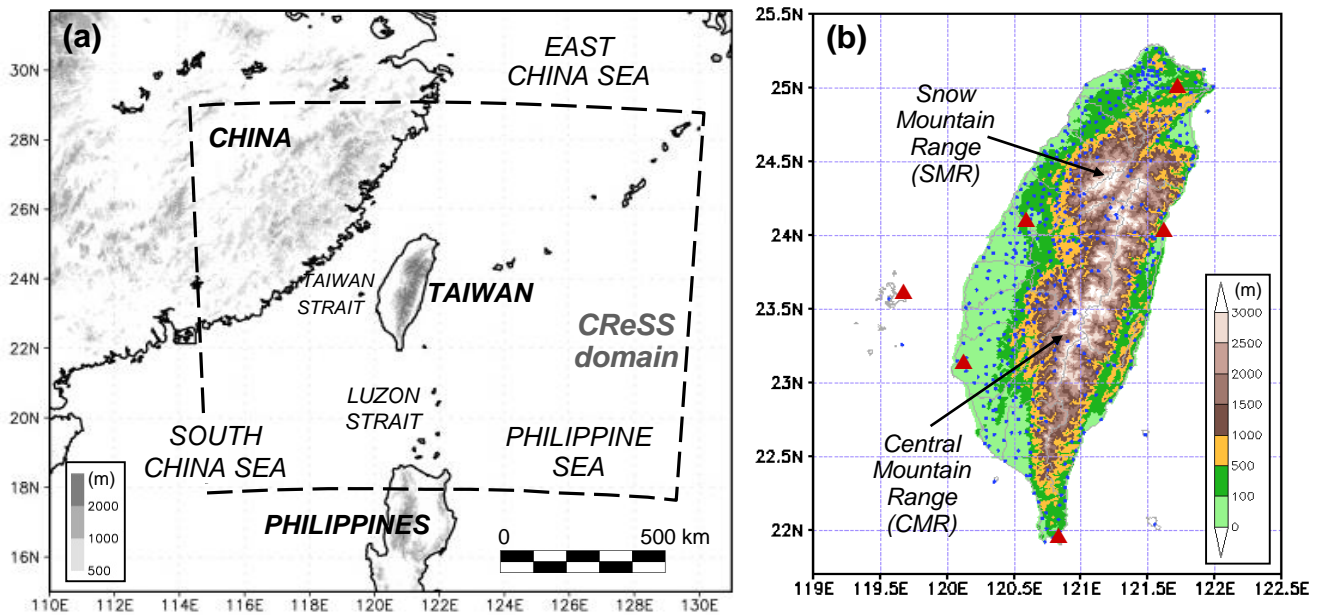 (a)
EAST
CHINA SEA
CHINA
TAIWAN
STRAIT
TAIWAN
CReSS
domain
LUZON
STRAIT
SOUTH
CHINA SEA
PHILIPPINE
SEA
PHILIPPINES
(m)
2000
1000
500
0 500 km
30N
28N
26N
24N
22N
20N
18N
16N
110E 112E 114E 116E 118E 120E 122E 124E 126E 128E 130E
(b)
Snow
Mountain
Range
(SMR)
Central
Mountain
Range
(CMR)
(m)
3000
2500
2000
1500
1000
500
100
0
25.5N
25N
24.5N
24N
23.5N
23N
22.5N
22N
119E 119.5E 120E 120.5E 121E 121.5E 122E 122.5E